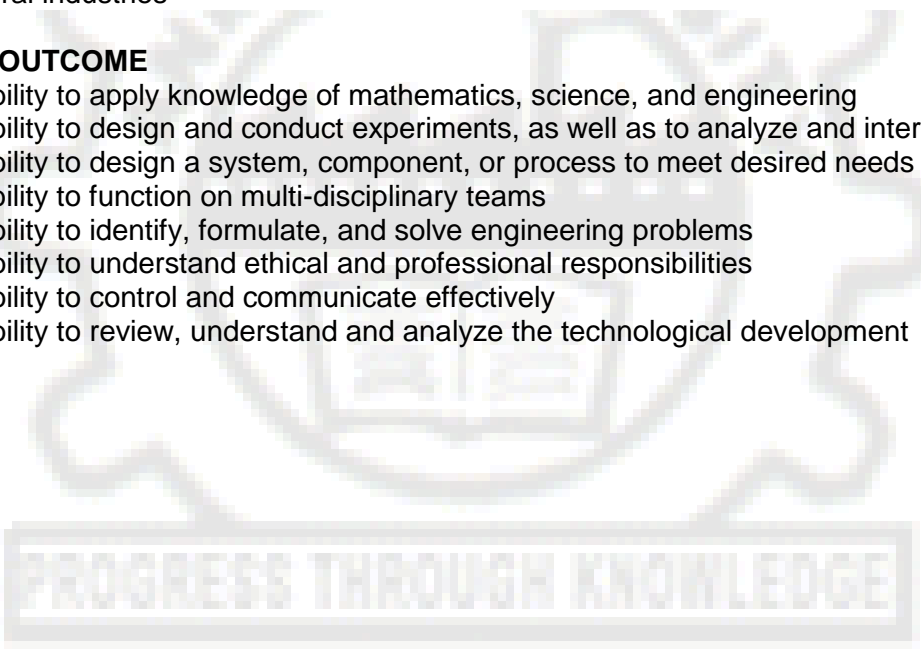 ral industries
OUTCOME
bility to apply knowledge of mathematics, science, and engineering
bility to design and conduct experiments, as well as to analyze and inter
bility to design a system, component, or process to meet desired needs
bility to function on multi-disciplinary teams
bility to identify, formulate, and solve engineering problems
bility to understand ethical and professional responsibilities
bility to control and communicate effectively
bility to review, understand and analyze the technological development
PROGRESS THROUGH KNOWLEDGE